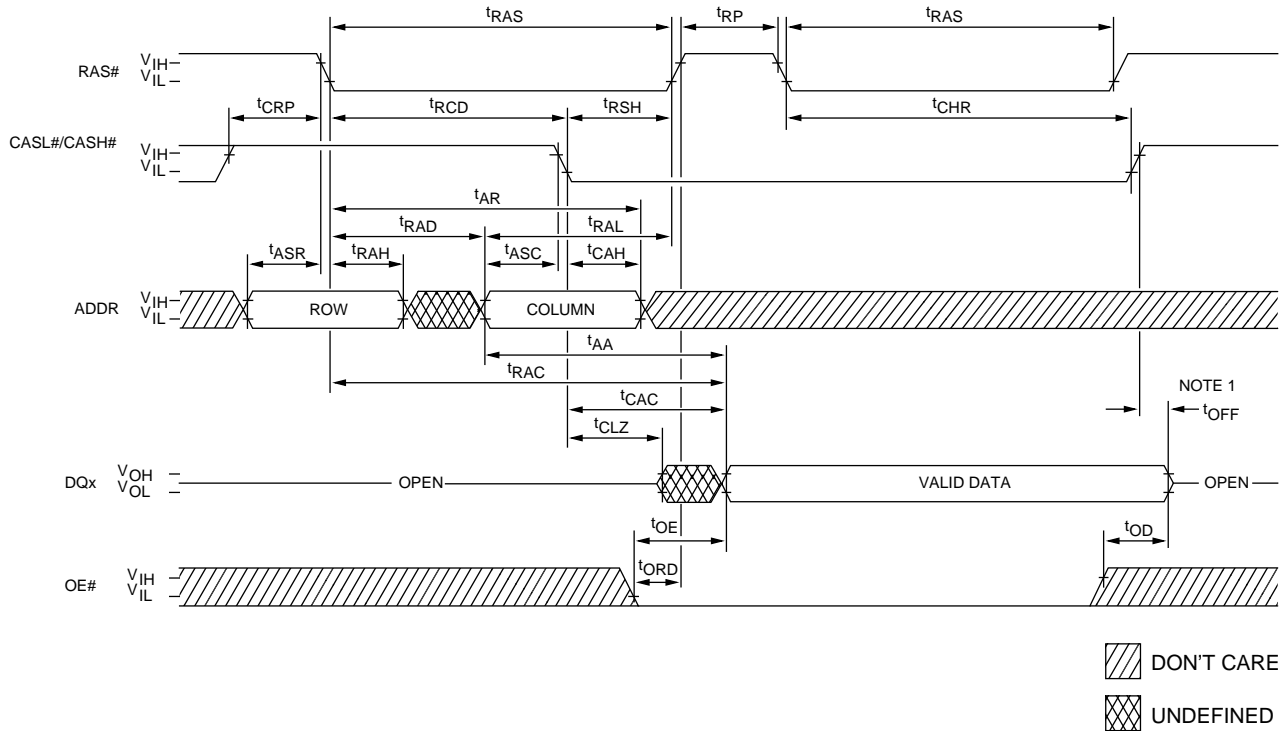 tRAS tRP tRAS
RAS# VIH
VIL
tCRP tRCD tRSH tCHR
CASL#/CASH# VIH
VIL
tAR
tRAD tRAL
tASR tRAH tASC tCAH
ADDR VIH
VIL
ROW COLUMN
tAA
tRAC
tCAC
NOTE 1
tOFF
tCLZ
DQx VOH
VOL
OPEN VALID DATA OPEN
tOE tOD
tORD
OE# VIH
VIL
DON'T CARE
UNDEFINED